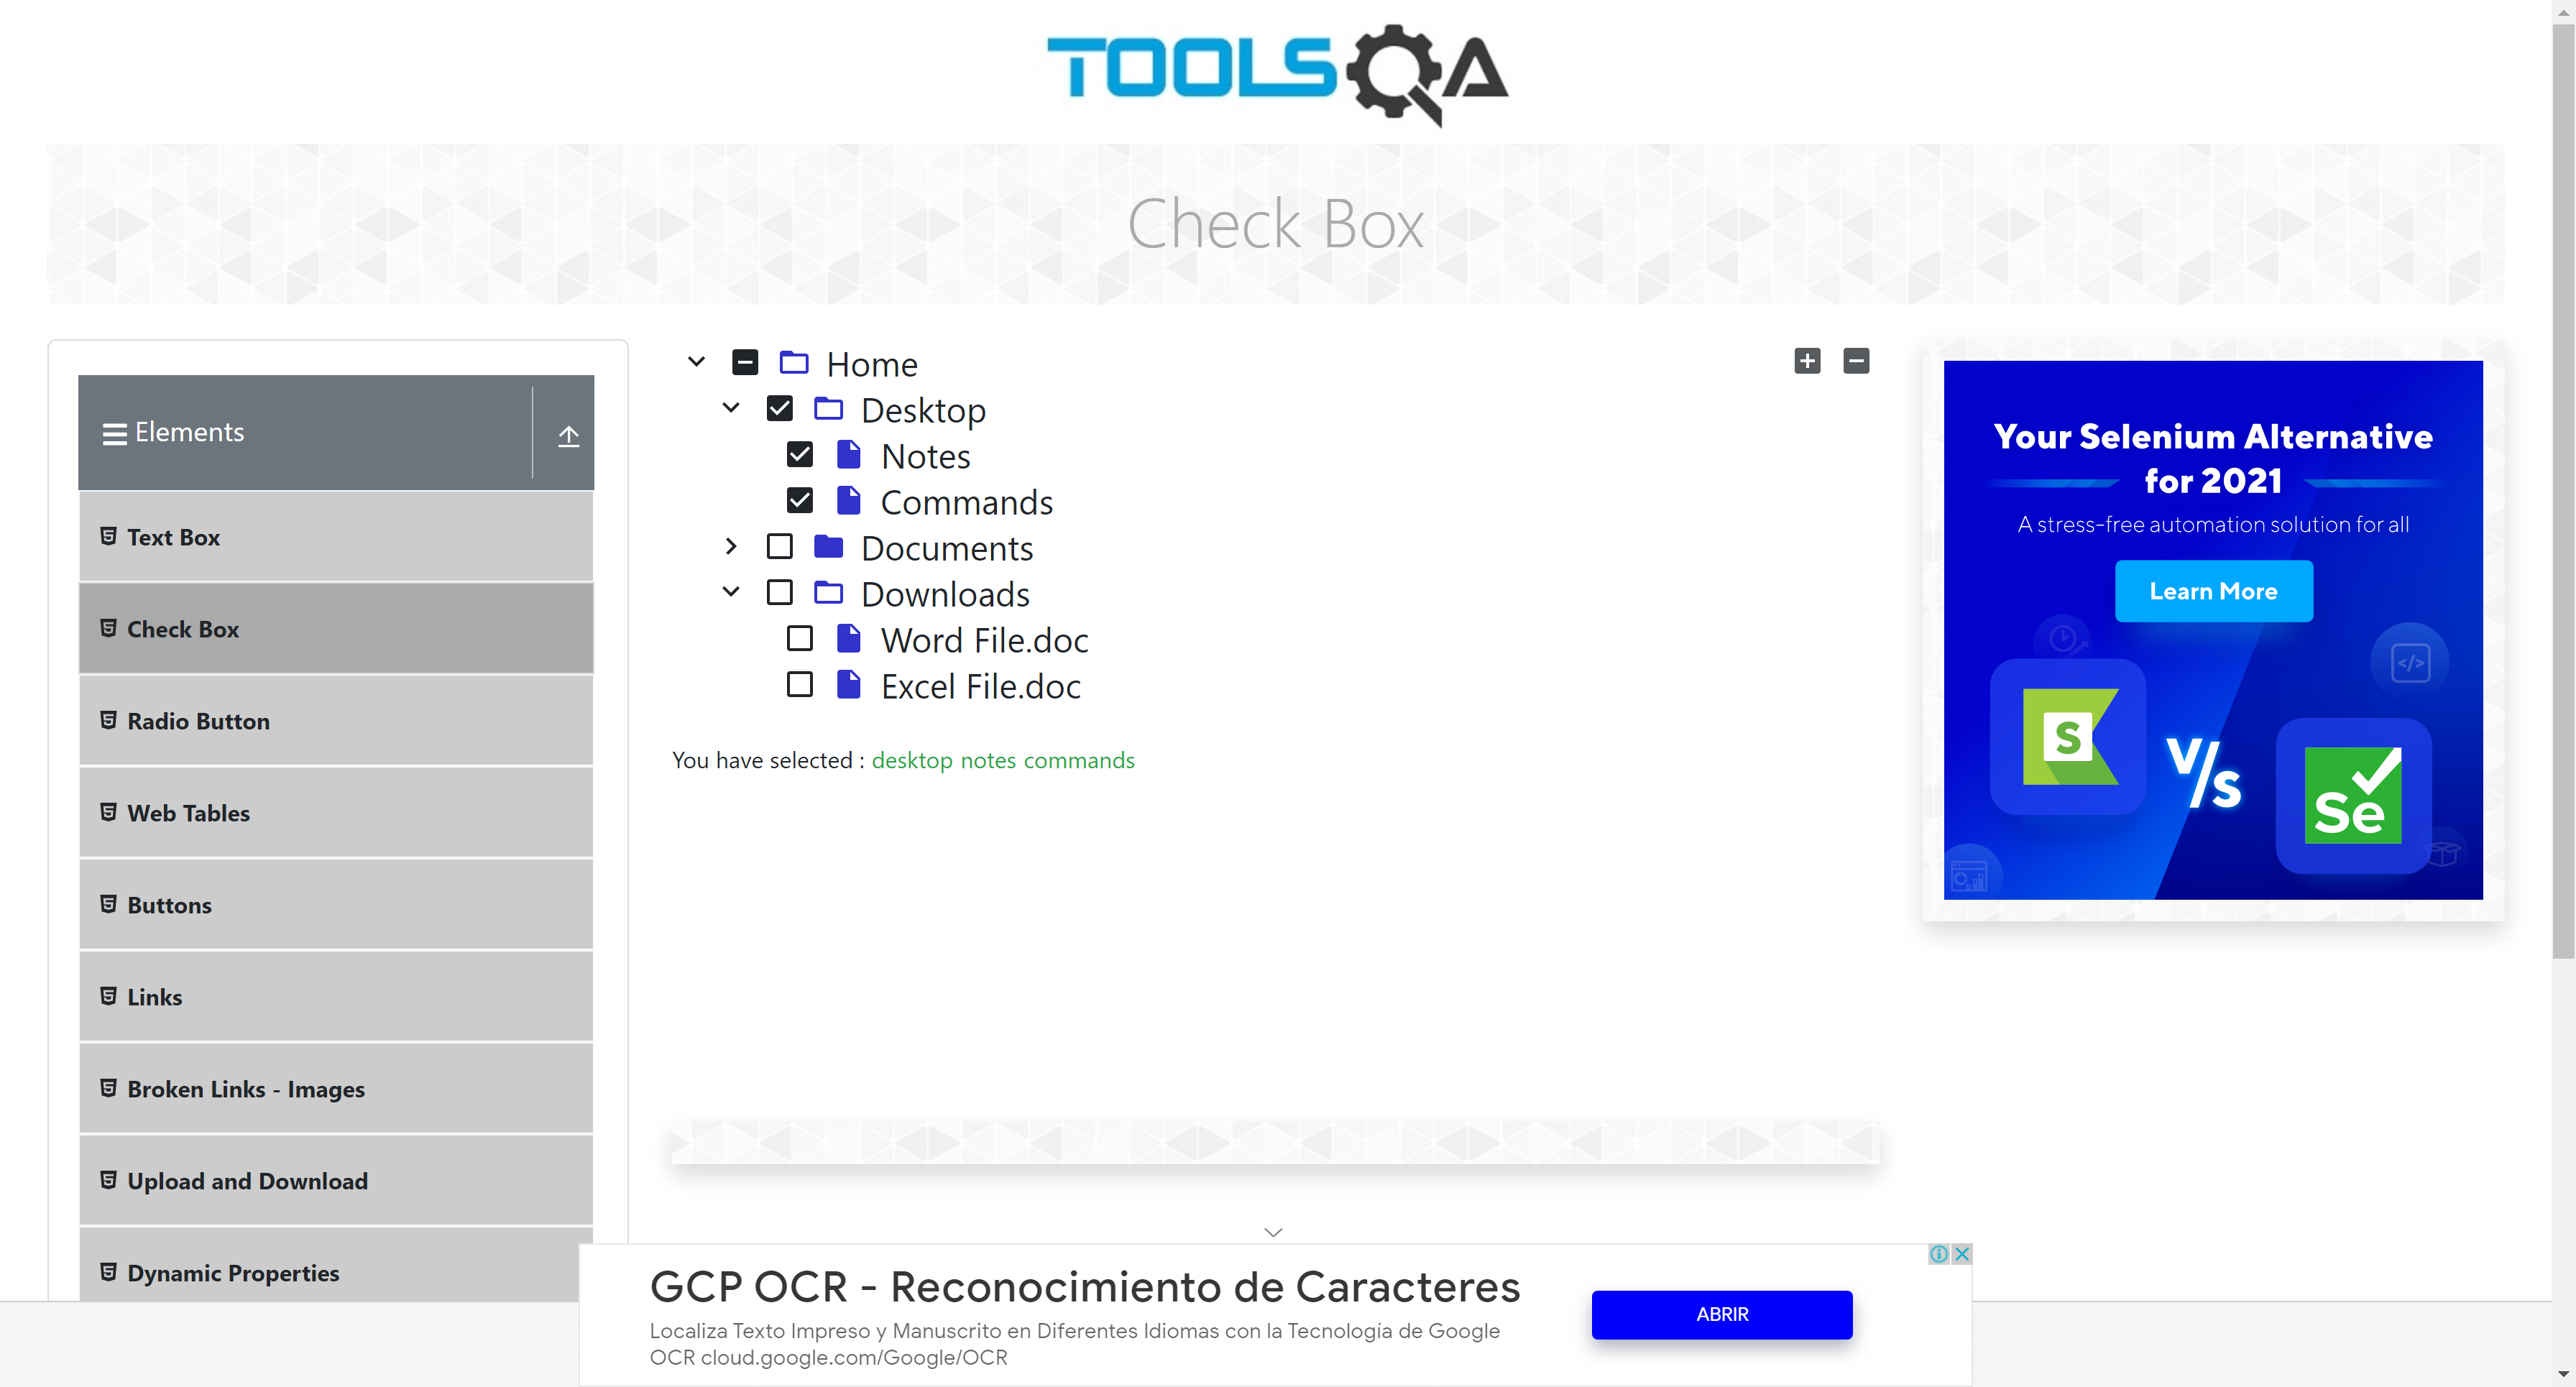 TOOLSQA
Check Box
Elements
Text Box
Check Box
Radio Button
Web Tables
Buttons
Links
Broken Links - Images
Upload and Download
Dynamic Properties
Home
Desktop
Notes
Commands
Documents
Downloads
Word File.doc
Excel File.doc
You have selected : desktop notes commands
Your Selenium Alternative
for 2021
A stress-free automation solution for all
Learn More
S
V/s
Se
</>
GCP OCR - Reconocimiento de Caracteres
Localiza Texto Impreso y Manuscrito en Diferentes Idiomas con la Tecnología de Google
OCR cloud.google.com/Google/OCR
ABRIR